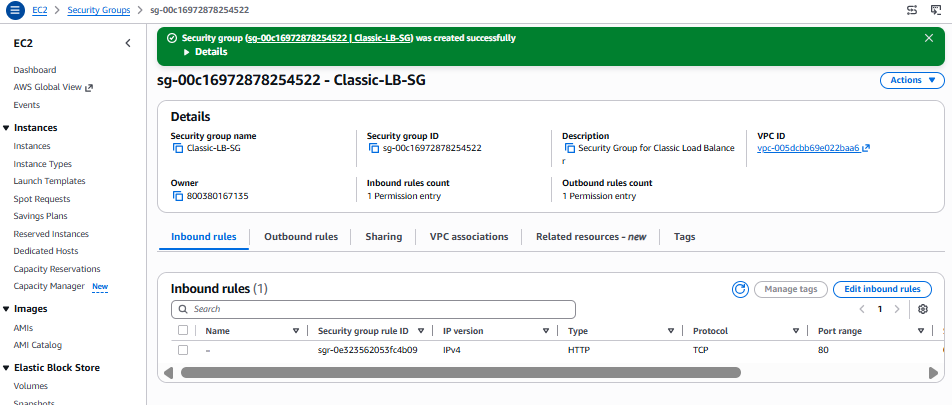 EC2 > Security Groups > sg-00c16972878254522
EC2
Dashboard
AWS Global View
Events
Instances
Instances
Instance Types
Launch Templates
Spot Requests
Savings Plans
Reserved Instances
Dedicated Hosts
Capacity Reservations
Capacity Manager New
Images
AMIs
AMI Catalog
Elastic Block Store
Volumes
Snapshots
Security group (sg-00c16972878254522 | Classic-LB-SG) was created successfully
Details
sg-00c16972878254522 - Classic-LB-SG
Actions
Details
Security group name
Classic-LB-SG
Security group ID
sg-00c16972878254522
Description
Security Group for Classic Load Balance
r
VPC ID
vpc-005dcbb69e022baa6
Owner
800380167135
Inbound rules count
1 Permission entry
Outbound rules count
1 Permission entry
Inbound rules Outbound rules Sharing VPC associations Related resources - new Tags
Inbound rules (1)
Manage tags
Edit inbound rules
Search
1
Name Security group rule ID IP version Type Protocol Port range
– sgr-0e323562053fc4b09 IPv4 HTTP TCP 80